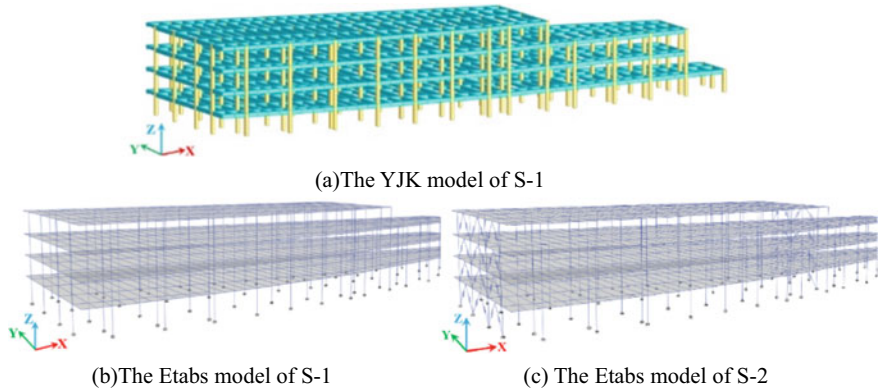 Z
Y
X
(a)The YJK model of S-1
Z
Y
X
Z
Y
X
(b)The Etabs model of S-1
(c) The Etabs model of S-2